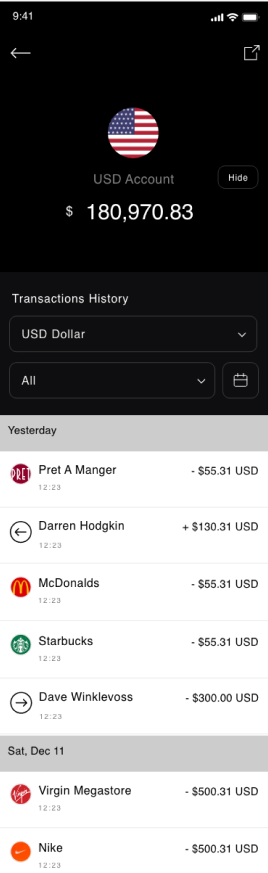 9:41
USD Account
Hide
$ 180,970.83
Transactions History
USD Dollar
All
Yesterday
PRET
Pret A Manger - $55.31 USD
12:23
Darren Hodgkin + $130.31 USD
12:23
McDonalds - $55.31 USD
12:23
Starbucks - $55.31 USD
12:23
Dave Winklevoss - $300.00 USD
12:23
Sat, Dec 11
Virgin
Virgin Megastore - $500.31 USD
12:23
Nike - $500.31 USD
12:23